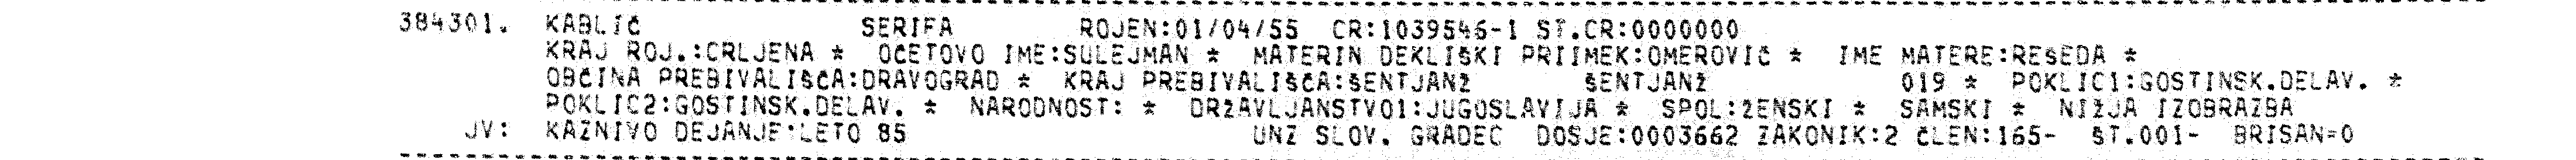 384301. KABLIĆ SERIFA ROJEN:01/04/55 CR:1039546-1 ST.CR:0000000
KRAJ ROJ.:CRLJENA * OČETOVO IME:SULEJMAN * MATERIN DEKLIŠKI PRIIMEK:OMEROVIĆ * IME MATERE:REŠEDA *
OBČINA PREBIVALIŠČA:DRAVOGRAD * KRAJ PREBIVALIŠČA:ŠENTJANŽ ŠENTJANŽ 019 * POKLIC1:GOSTINSK.DELAV. *
POKLIC2:GOSTINSK.DELAV. * NARODNOST: * DRŽAVLJANSTVO1:JUGOSLAVIJA * SPOL:ŽENSKI * SAMSKI * NIŽJA IZOBRAZBA
JV: KAZNIVO DEJANJE:LETO 85 UNZ SLOV. GRADEC DOSJE:0003662 ZAKONIK:2 ČLEN:165- ŠT.001- BRISAN=0